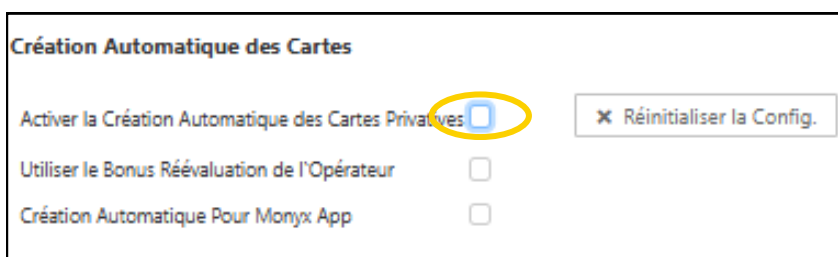 Création Automatique des Cartes
Activer la Création Automatique des Cartes Privatives
✖ Réinitialiser la Config.
Utiliser le Bonus Réévaluation de l`Opérateur
Création Automatique Pour Monyx App